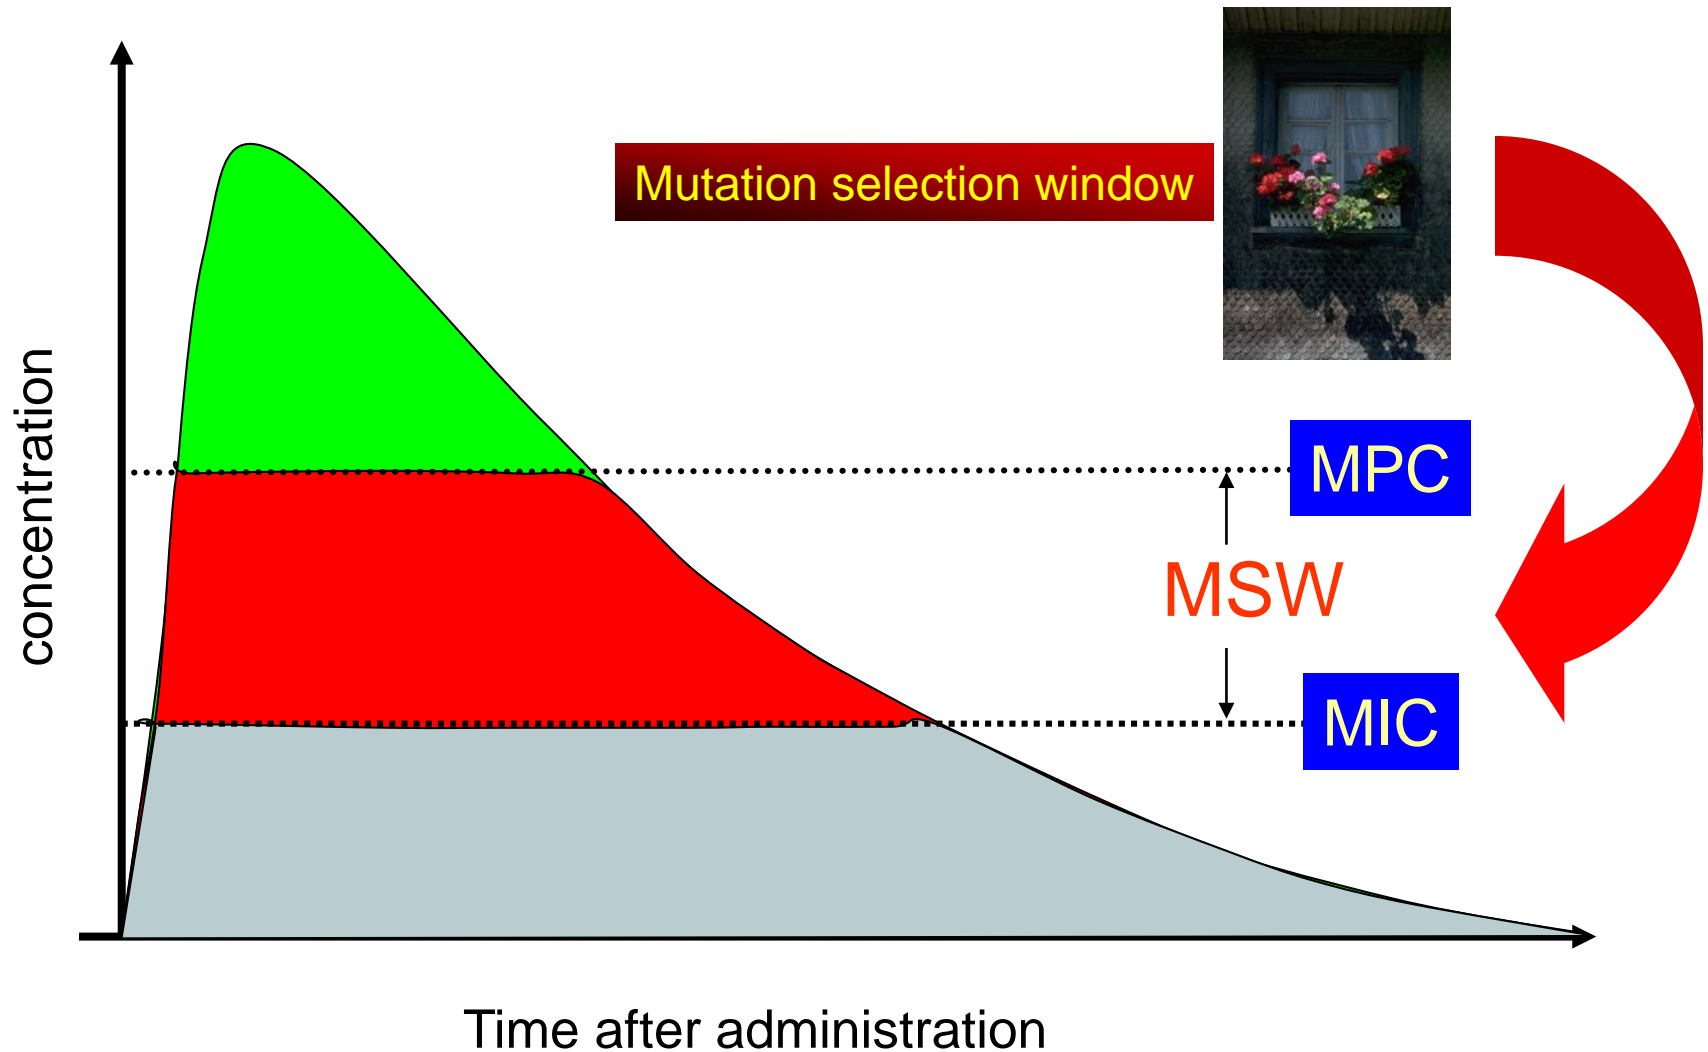 Mutation selection window
concentration
MPC
MSW
MIC
Time after administration